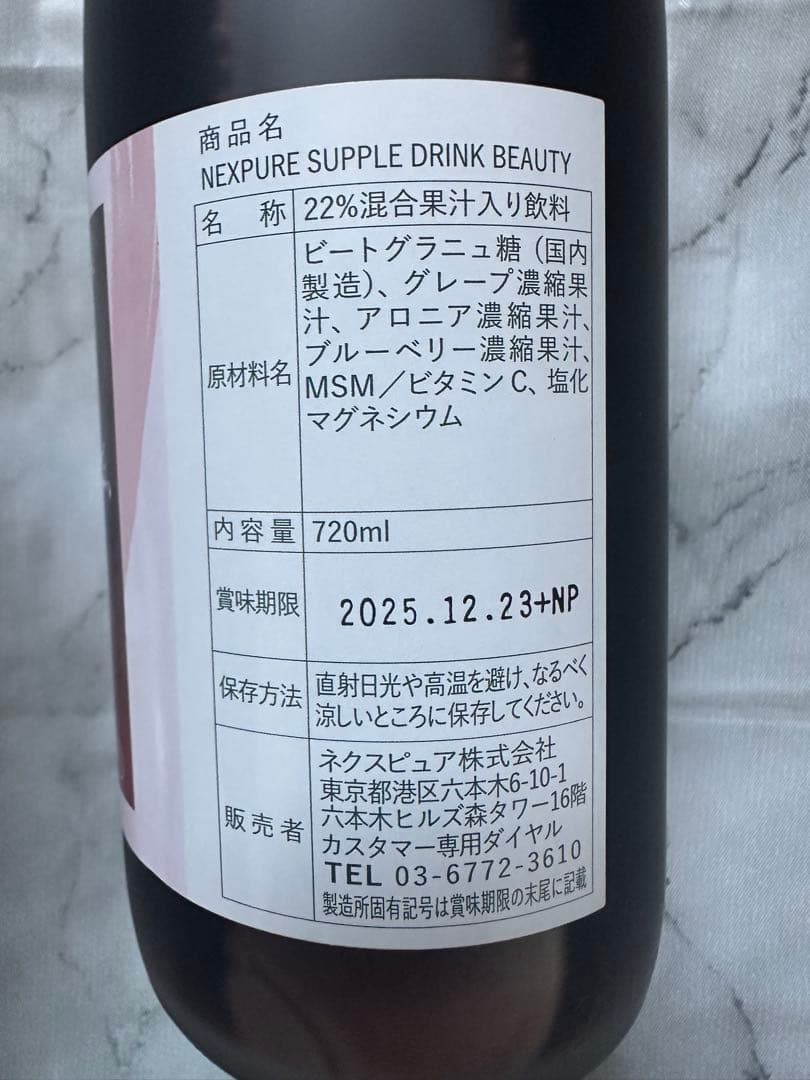 商品名
NEXPURE SUPPLE DRINK BEAUTY
名 称 22%混合果汁入り飲料
原材料名 ビートグラニュ糖（国内
製造）、グレープ濃縮果
汁、アロニア濃縮果汁、
ブルーベリー濃縮果汁、
MSM／ビタミンC、塩化
マグネシウム
内容量 720ml
賞味期限 2025.12.23+NP
保存方法 直射日光や高温を避け、なるべく
涼しいところに保存してください。
販売者 ネクスピュア株式会社
東京都港区六本木6-10-1
六本木ヒルズ森タワー16階
カスタマー専用ダイヤル
TEL 03-6772-3610
製造所固有記号は賞味期限の末尾に記載